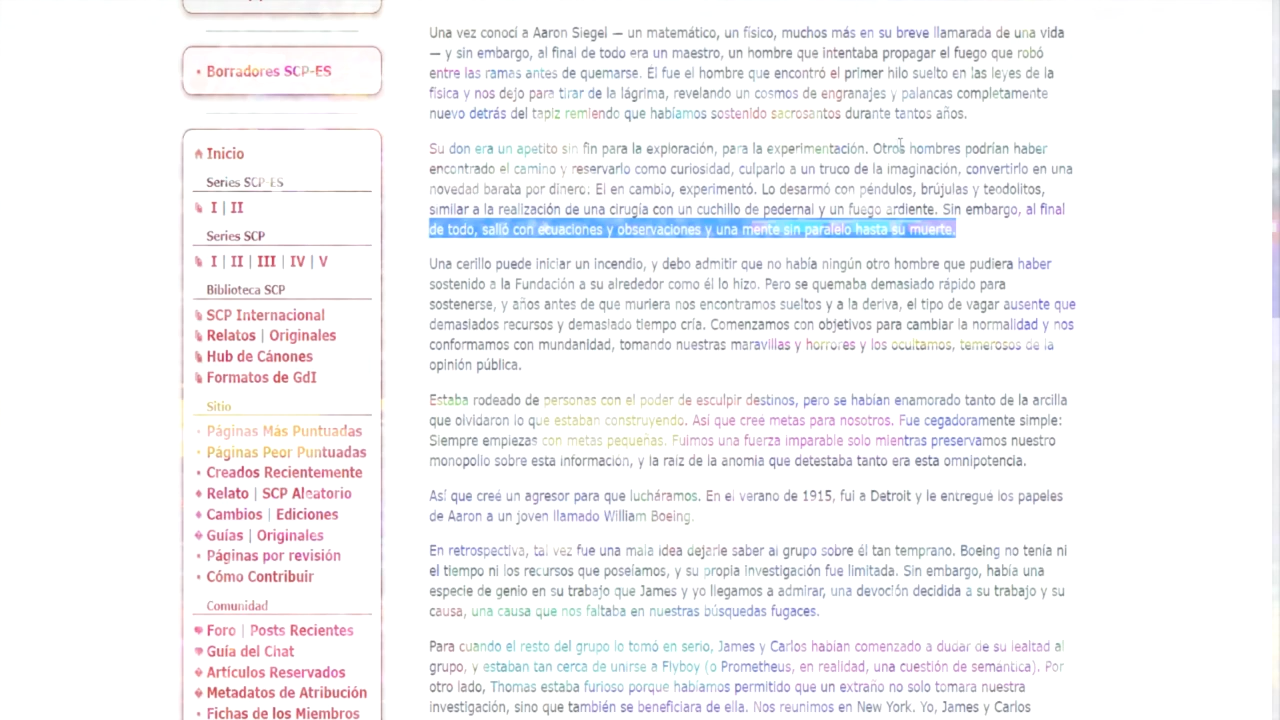 Borradores SCP-ES
Inicio
Series SCP-ES
I | II
Series SCP
I | II | III | IV | V
Biblioteca SCP
SCP Internacional
Relatos | Originales
Hub de Cánones
Formatos de GdI
Sitio
Páginas Más Puntuadas
Páginas Peor Puntuadas
Creados Recientemente
Relato | SCP Aleatorio
Cambios | Ediciones
Guías | Originales
Páginas por revisión
Cómo Contribuir
Comunidad
Foro | Posts Recientes
Guía del Chat
Artículos Reservados
Metadatos de Atribución
Fichas de los Miembros
Una vez conocí a Aaron Siegel — un matemático, un físico, muchos más en su breve llamarada de una vida
— y sin embargo, al final de todo era un maestro, un hombre que intentaba propagar el fuego que robó
entre las ramas antes de quemarse. Él fue el hombre que encontró el primer hilo suelto en las leyes de la
física y nos dejo para tirar de la lágrima, revelando un cosmos de engranajes y palancas completamente
nuevo detrás del tapiz remiendo que habíamos sostenido sacrosantos durante tantos años.
Su don era un apetito sin fin para la exploración, para la experimentación. Otros hombres podrían haber
encontrado el camino y reservarlo como curiosidad, culparlo a un truco de la imaginación, convertirlo en una
novedad barata por dinero; El en cambio, experimentó. Lo desarmó con péndulos, brújulas y teodolitos,
similar a la realización de una cirugía con un cuchillo de pedernal y un fuego ardiente. Sin embargo, al final
de todo, salió con ecuaciones y observaciones y una mente sin paralelo hasta su muerte.
Una cerillo puede iniciar un incendio, y debo admitir que no había ningún otro hombre que pudiera haber
sostenido a la Fundación a su alrededor como él lo hizo. Pero se quemaba demasiado rápido para
sostenerse, y años antes de que muriera nos encontramos sueltos y a la deriva, el tipo de vagar ausente que
demasiados recursos y demasiado tiempo cría. Comenzamos con objetivos para cambiar la normalidad y nos
conformamos con mundanidad, tomando nuestras maravillas y horrores y los ocultamos, temerosos de la
opinión pública.
Estaba rodeado de personas con el poder de esculpir destinos, pero se habían enamorado tanto de la arcilla
que olvidaron lo que estaban construyendo. Así que creé metas para nosotros. Fue cegadoramente simple:
Siempre empiezas con metas pequeñas. Fuimos una fuerza imparable solo mientras preservamos nuestro
monopolio sobre esta información, y la raíz de la anomia que detestaba tanto era esta omnipotencia.
Así que creé un agresor para que lucháramos. En el verano de 1915, fui a Detroit y le entregué los papeles
de Aaron a un joven llamado William Boeing.
En retrospectiva, tal vez fue una mala idea dejarle saber al grupo sobre él tan temprano. Boeing no tenía ni
el tiempo ni los recursos que poseíamos, y su propia investigación fue limitada. Sin embargo, había una
especie de genio en su trabajo que James y yo llegamos a admirar, una devoción decidida a su trabajo y su
causa, una causa que nos faltaba en nuestras búsquedas fugaces.
Para cuando el resto del grupo lo tomó en serio, James y Carlos habían comenzado a dudar de su lealtad al
grupo, y estaban tan cerca de unirse a Flyboy (o Prometheus, en realidad, una cuestión de semántica). Por
otro lado, Thomas estaba furioso porque habíamos permitido que un extraño no solo tomara nuestra
investigación, sino que también se beneficiara de ella. Nos reunimos en New York. Yo, James y Carlos